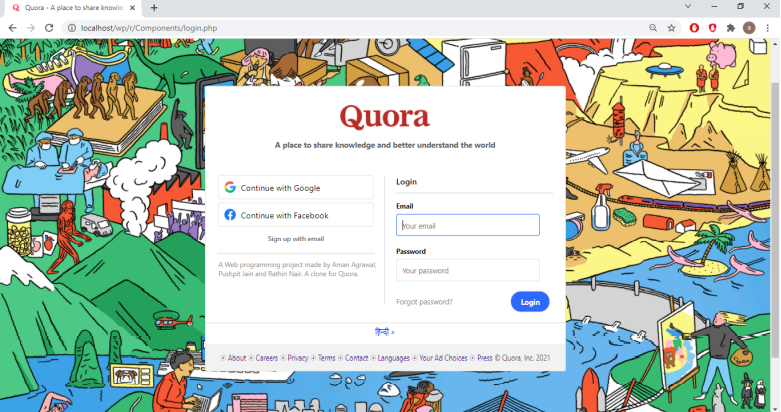 Quora - A place to share knowle
localhost/wp/r/Components/login.php
Quora
A place to share knowledge and better understand the world
Continue with Google
Continue with Facebook
Sign up with email
A Web programming project made by Aman Agrawal,
Pushpit Jain and Rathin Nair. A clone for Quora.
Login
Email
Your email
Password
Your password
Forgot password?
Login
हिन्दी >
About
Careers
Privacy
Terms
Contact
Languages
Your Ad Choices
Press © Quora, Inc. 2021